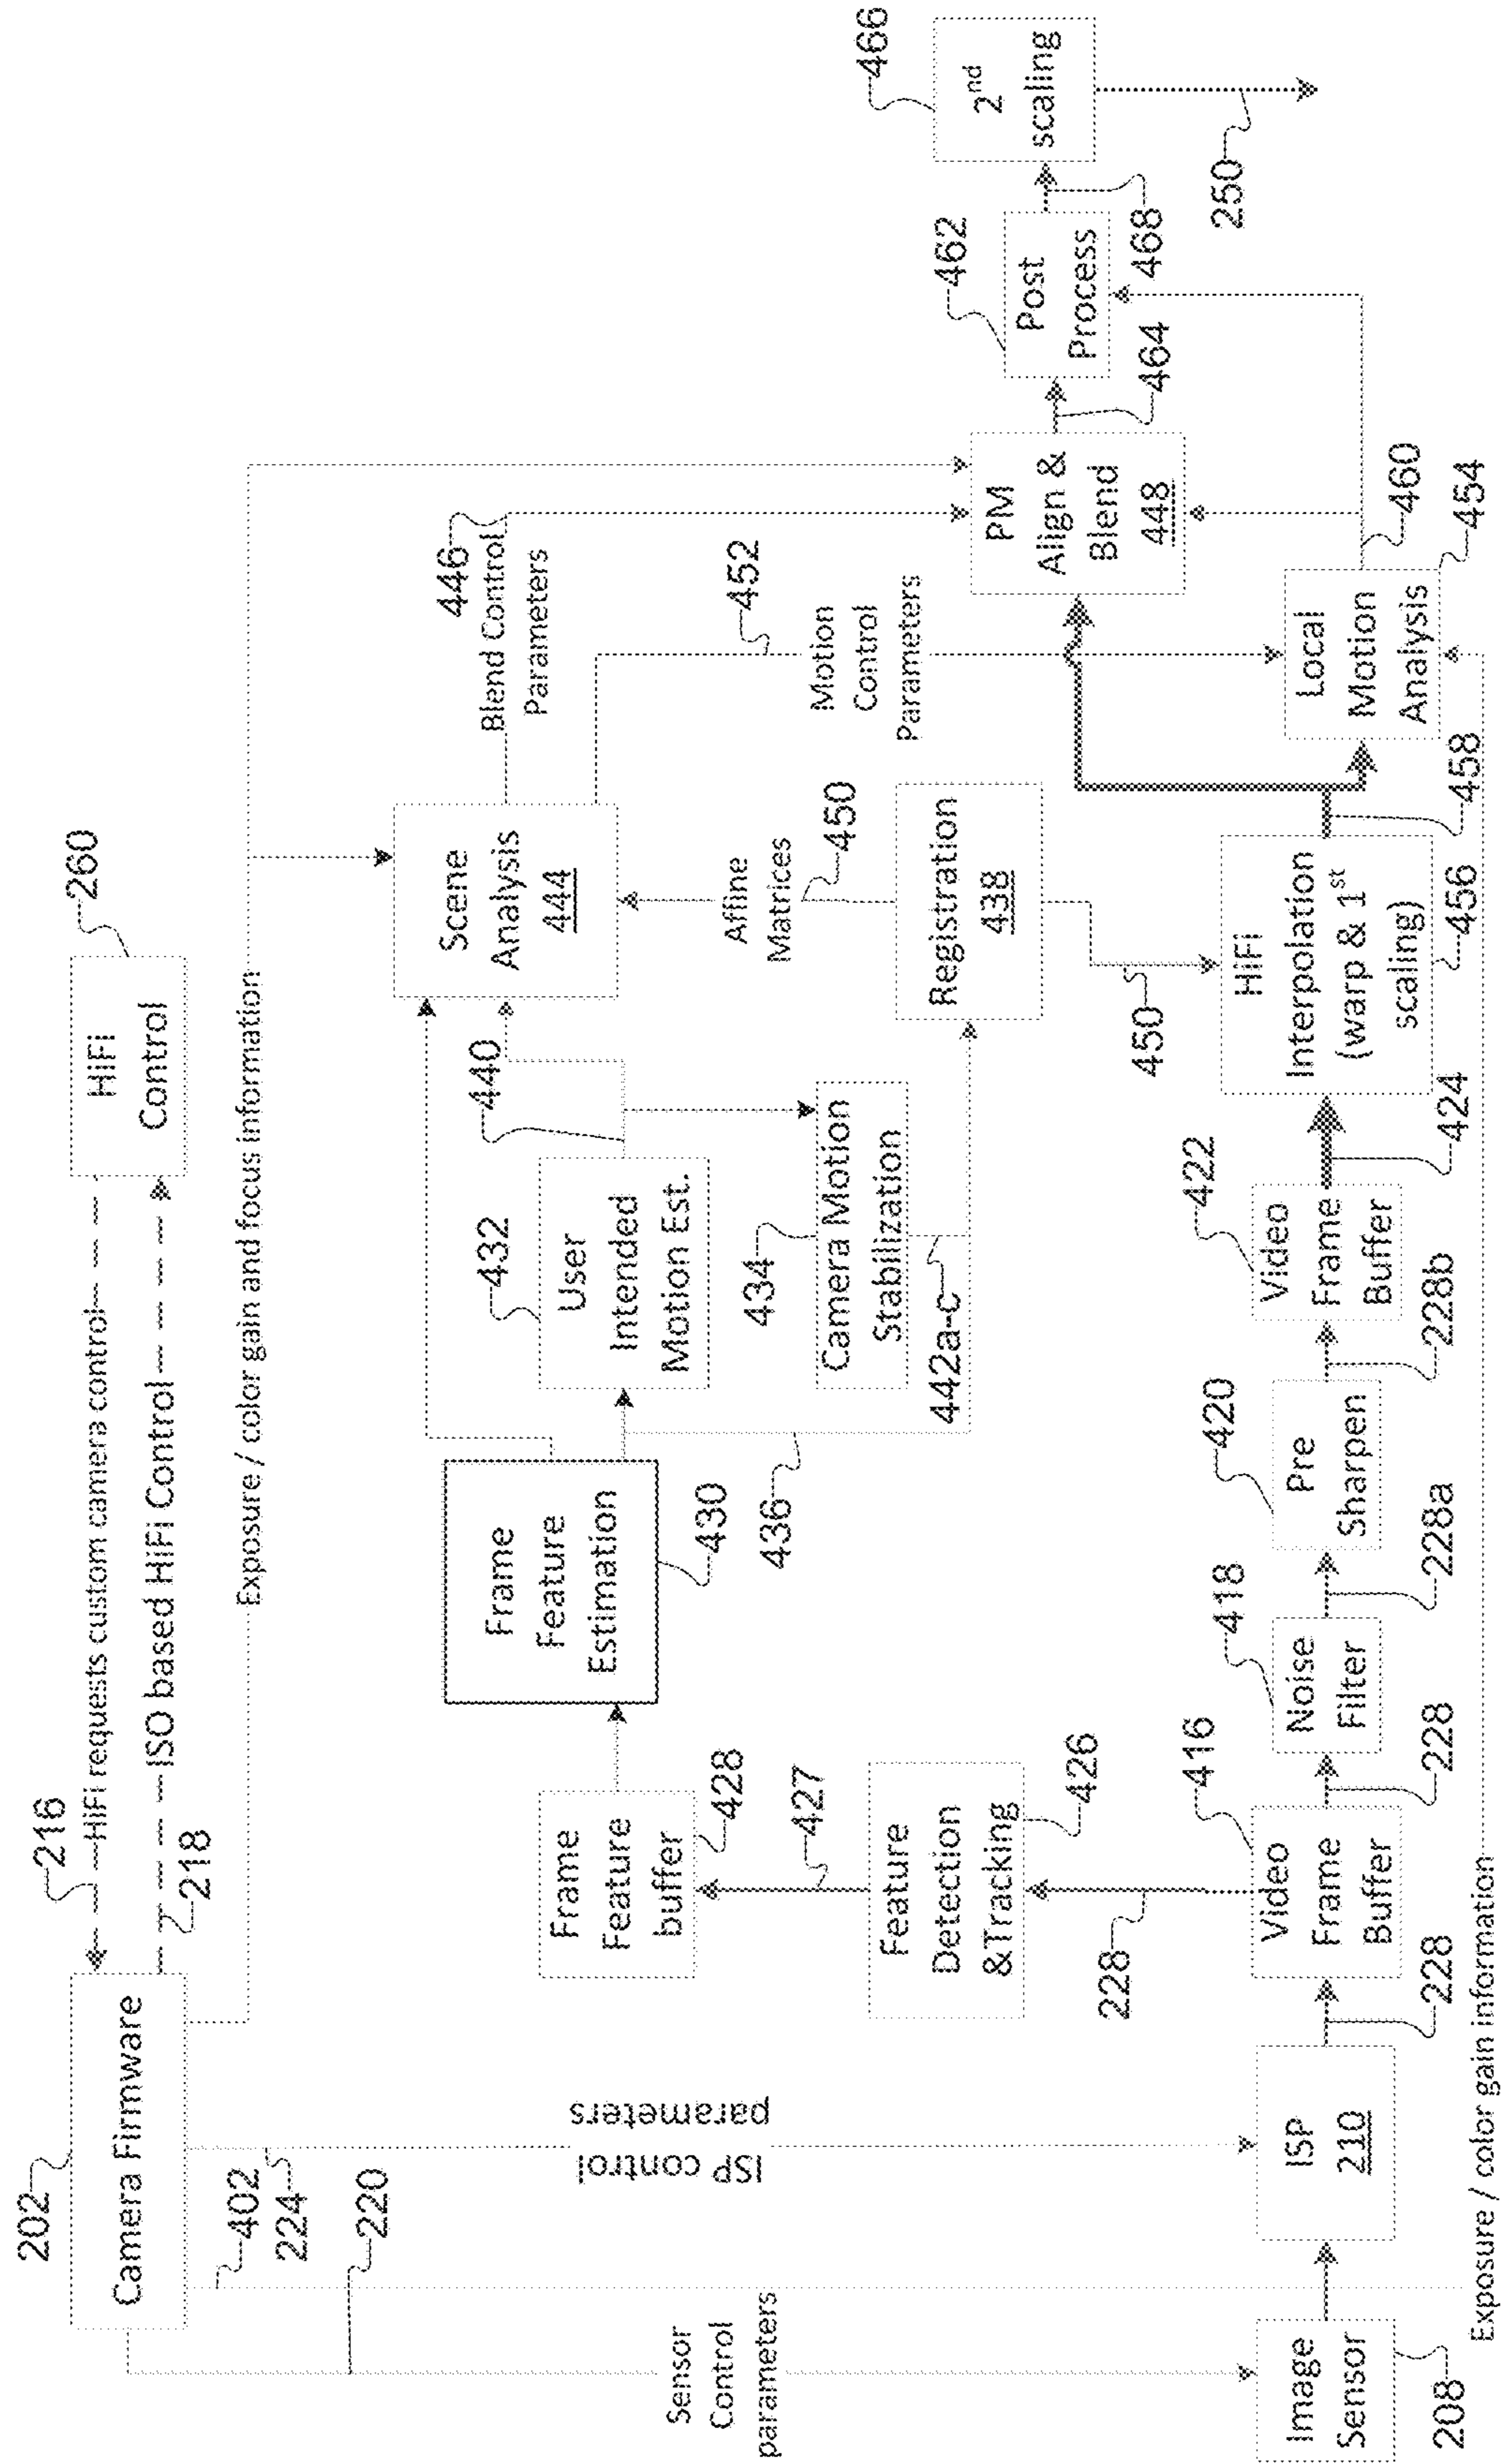 202
Camera Firmware
216
HiFi requests custom camera control
ISO based HiFi Control
218
260
HiFi
Control
402
224
220
Exposure / color gain and focus information
Sensor
Control
parameters
ISP control
parameters
Frame
Feature
buffer
428
427
Feature
Detection
&Tracking
426
228
Frame
Feature
Estimation
430
436
432
User
Intended
Motion Est.
440
434
Camera Motion
Stabilization
442a-c
Scene
Analysis
444
446
Blend Control
Parameters
452
Motion
Control
Parameters
Affine
Matrices
450
Registration
438
450
PM
Align &
Blend
448
464
462
Post
Process
468
466
2nd
scaling
250
Image
Sensor
208
ISP
210
228
416
Video
Frame
Buffer
228
418
Noise
Filter
228a
420
Pre
Sharpen
228b
422
Video
Frame
Buffer
424
HiFi
Interpolation
(warp & 1st
scaling)
456
458
Local
Motion
Analysis
454
460
Exposure / color gain information